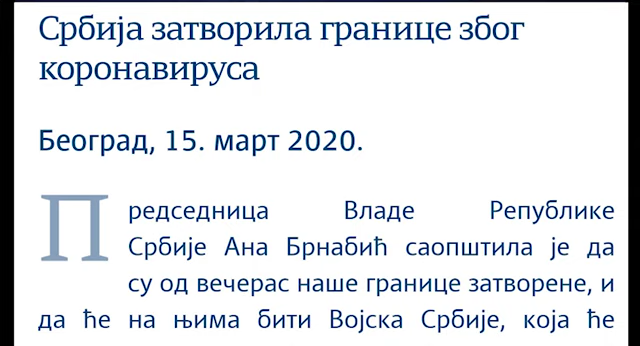 Србија затворила границе због
коронавируса
Београд, 15. март 2020.
Председница Владе Републике
Србије Ана Брнабић саопштила је да
су од вечерас наше границе затворене, и
да ће на њима бити Војска Србије, која ће